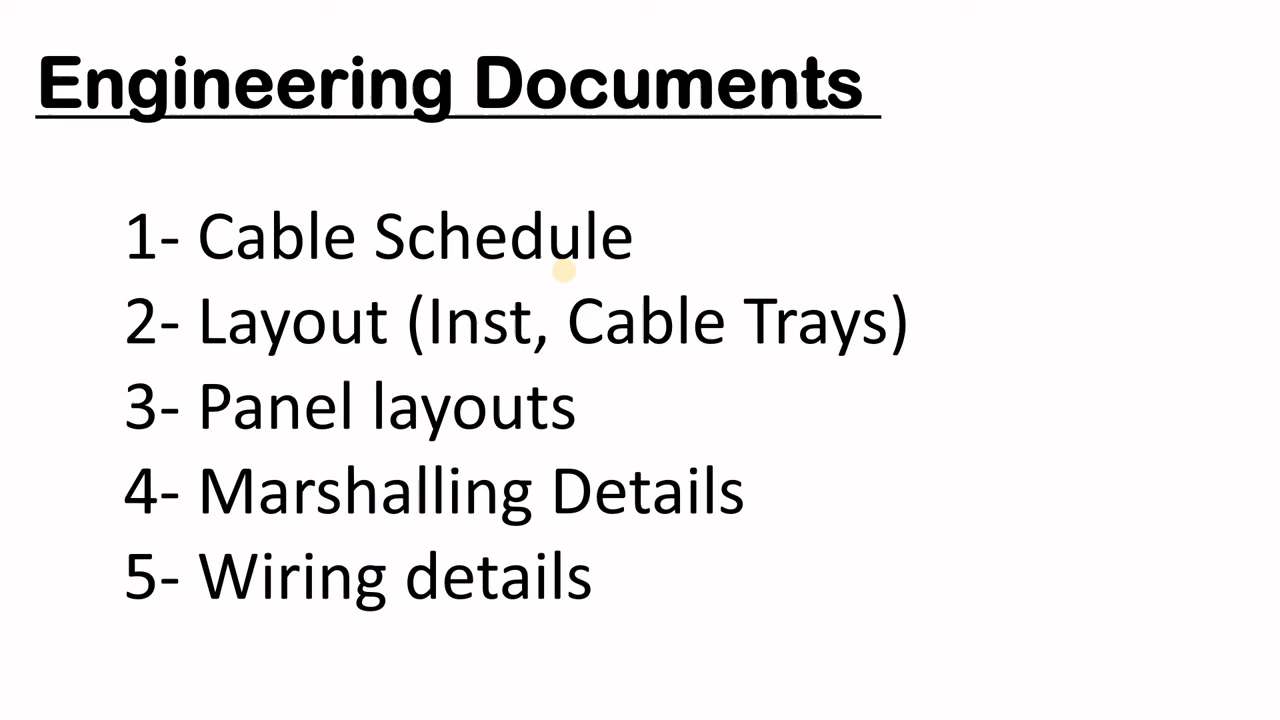 Engineering Documents
1- Cable Schedule
2- Layout (Inst, Cable Trays)
3- Panel layouts
4- Marshalling Details
5- Wiring details